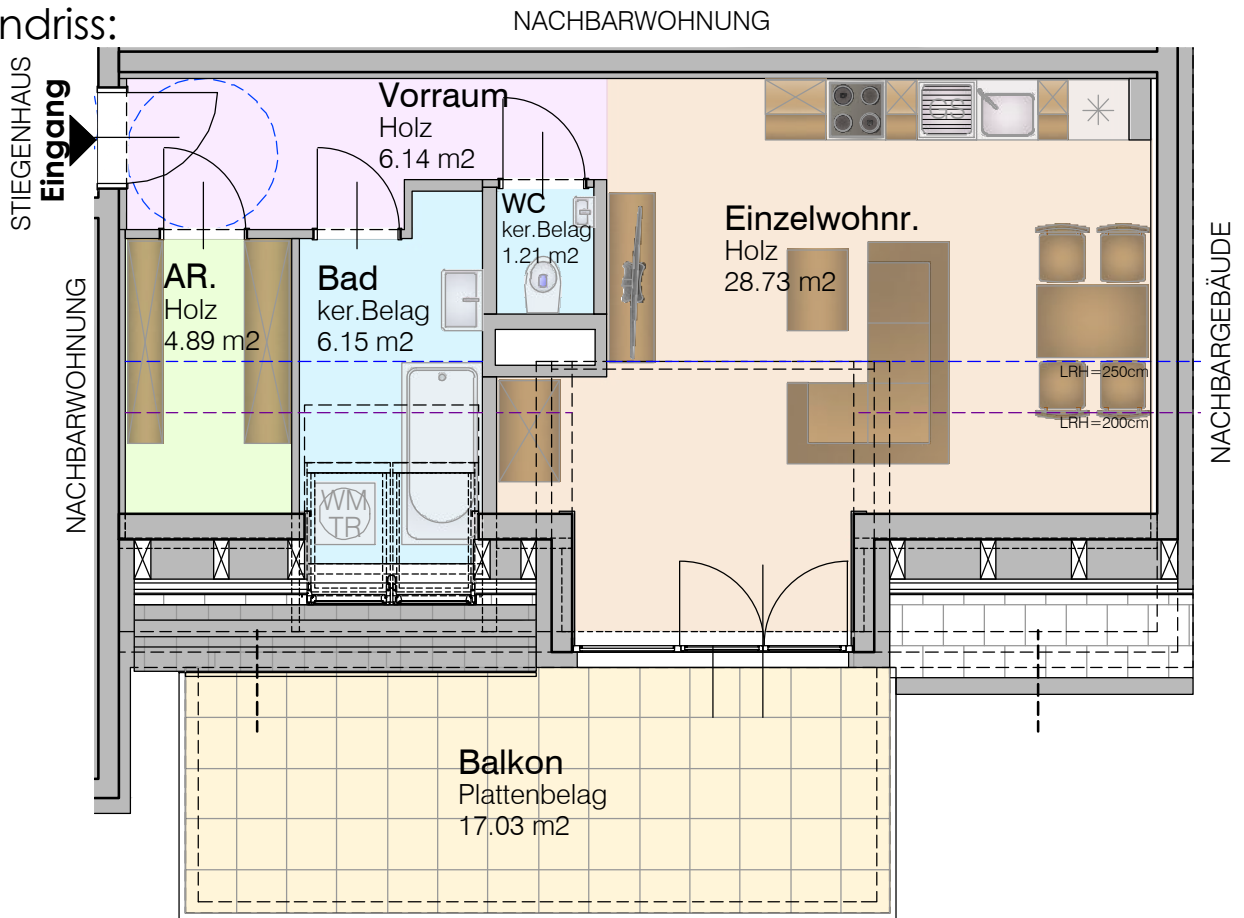 ndriss:
NACHBARWOHNUNG
STIEGENHAUS
Eingang
Vorraum
Holz
6.14 m2
GS
WC
ker.Belag
1.21 m2
Einzelwohnr.
Holz
28.73 m2
AR.
Holz
4.89 m2
Bad
ker.Belag
6.15 m2
NACHBARWOHNUNG
NACHBARGEBÄUDE
LRH=250cm
LRH=200cm
WM
TR
Balkon
Plattenbelag
17.03 m2